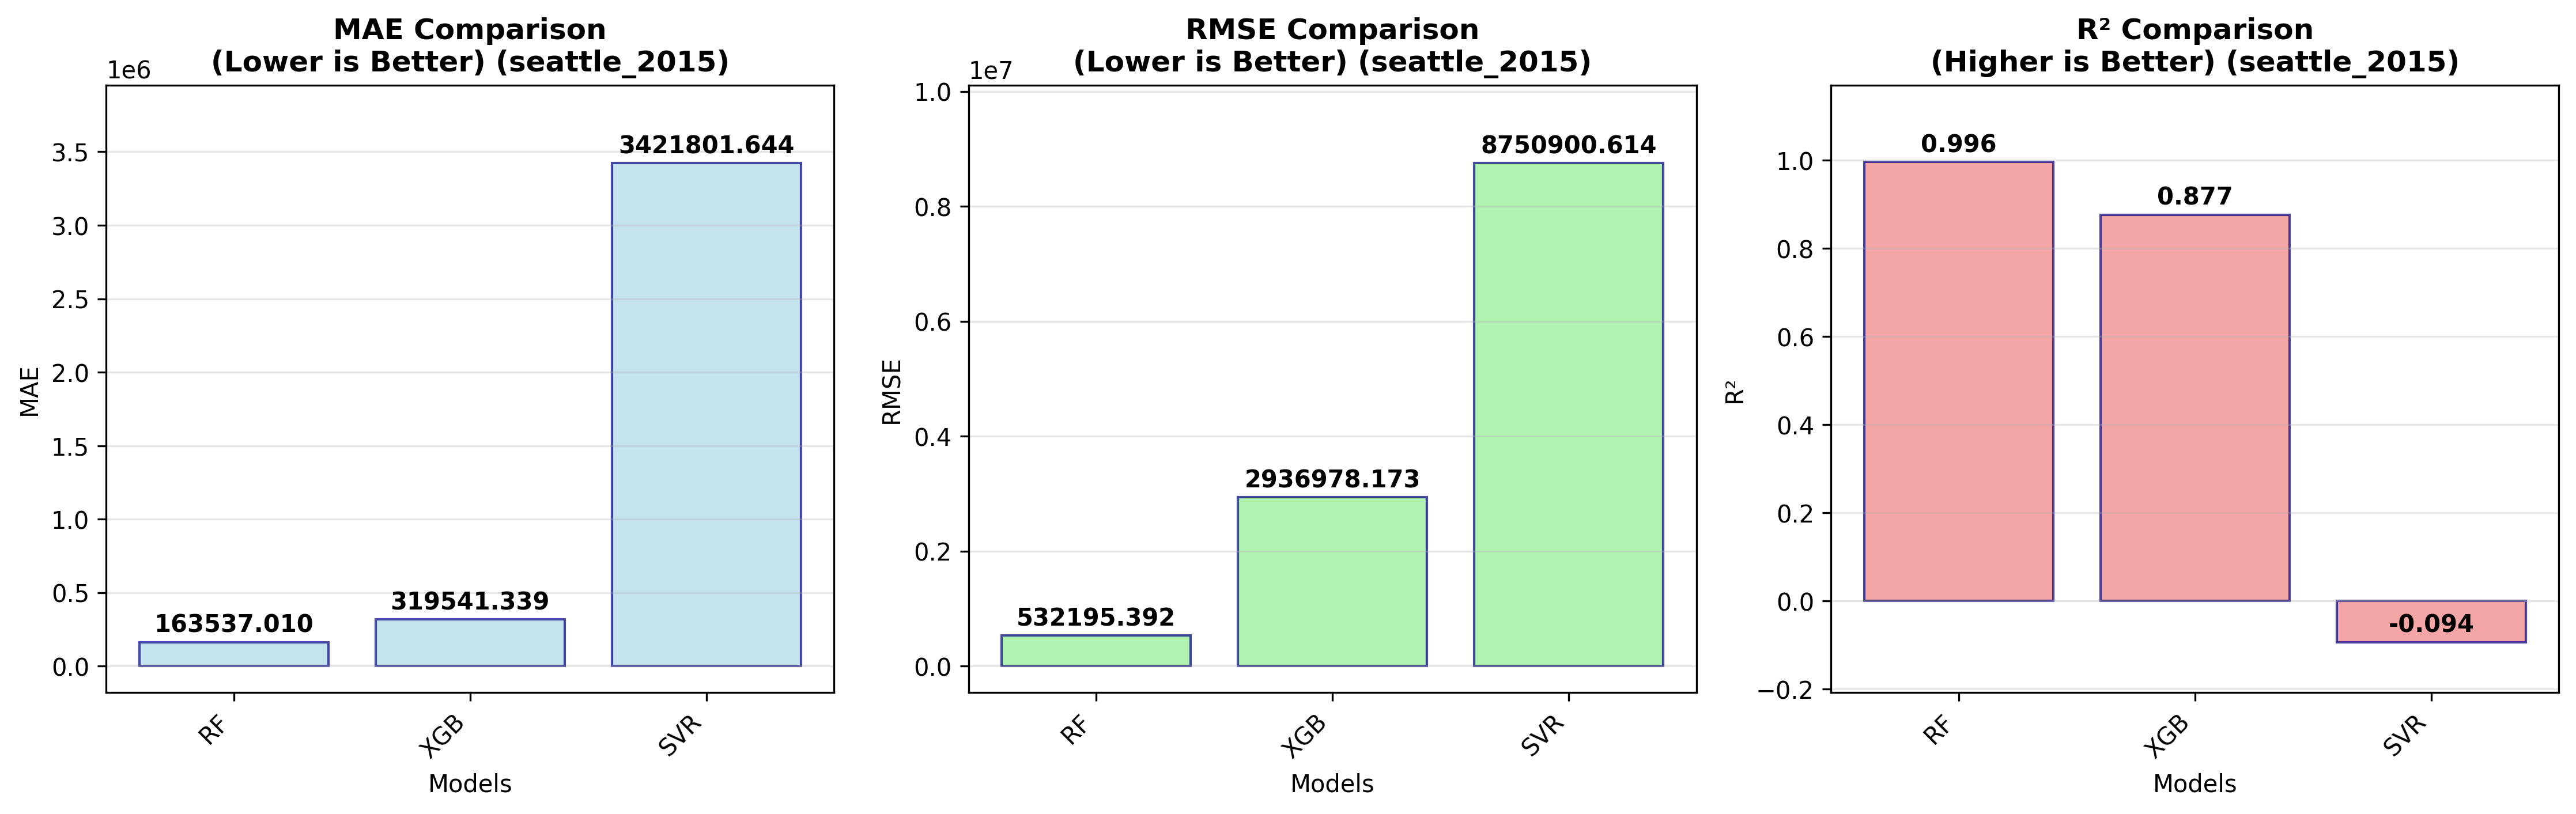 MAE Comparison
(Lower is Better) (seattle_2015)
1e6
3.5
3.0
2.5
2.0
1.5
1.0
0.5
0.0
MAE
163537.010
319541.339
3421801.644
RF
XGB
SVR
Models
RMSE Comparison
(Lower is Better) (seattle_2015)
1e7
1.0
0.8
0.6
0.4
0.2
0.0
RMSE
532195.392
2936978.173
8750900.614
RF
XGB
SVR
Models
R² Comparison
(Higher is Better) (seattle_2015)
1.0
0.8
0.6
0.4
0.2
0.0
−0.2
R²
0.996
0.877
-0.094
RF
XGB
SVR
Models